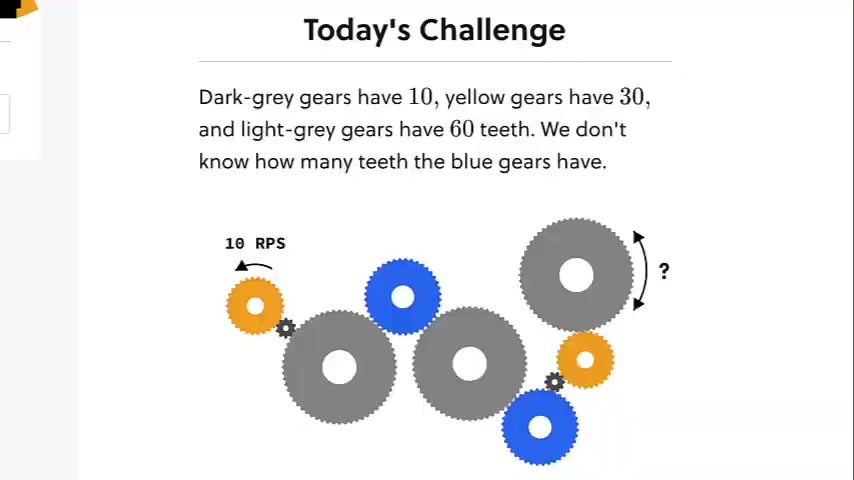 Today's Challenge
Dark-grey gears have 10, yellow gears have 30,
and light-grey gears have 60 teeth. We don't
know how many teeth the blue gears have.
10 RPS
?